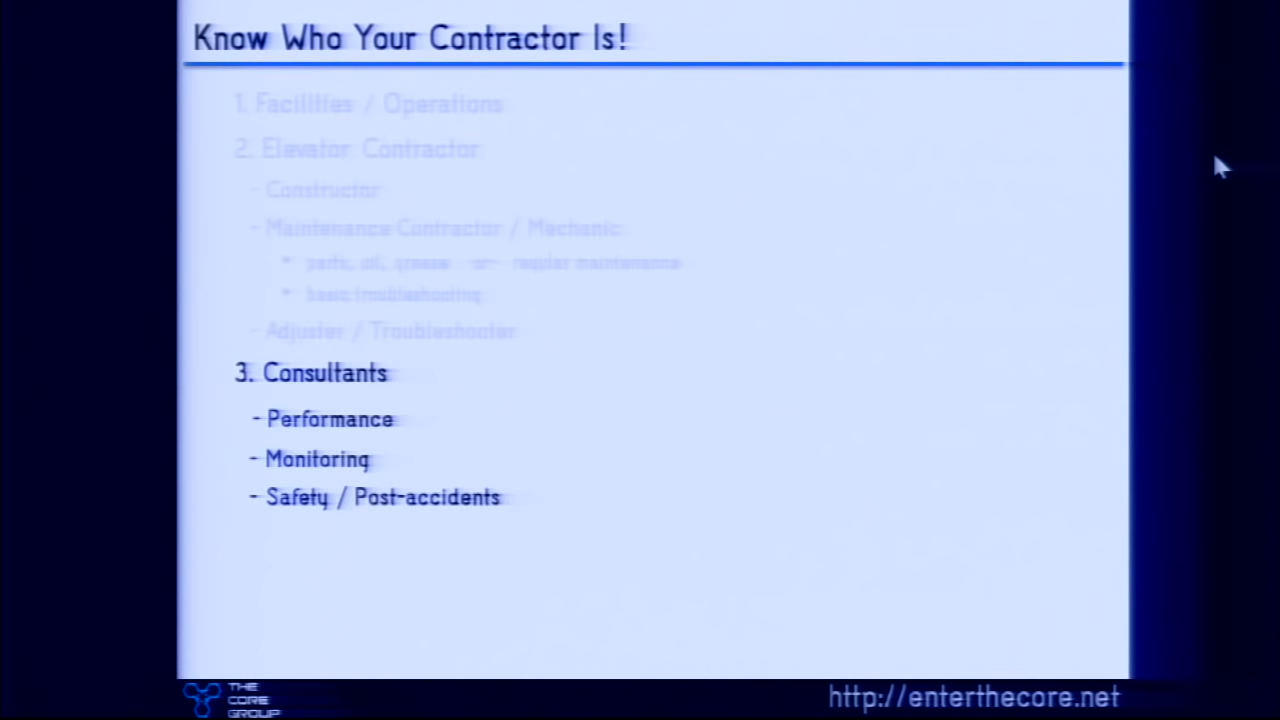 Know Who Your Contractor Is!
1. Facilities / Operations
2. Elevator Contractor
- Constructor
- Maintenance Contractor / Mechanic
• parts, oil, grease -or- regular maintenance
• basic troubleshooting
- Adjuster / Troubleshooter
3. Consultants
- Performance
- Monitoring
- Safety / Post-accidents
THE
CORE
GROUP
http://enterthecore.net